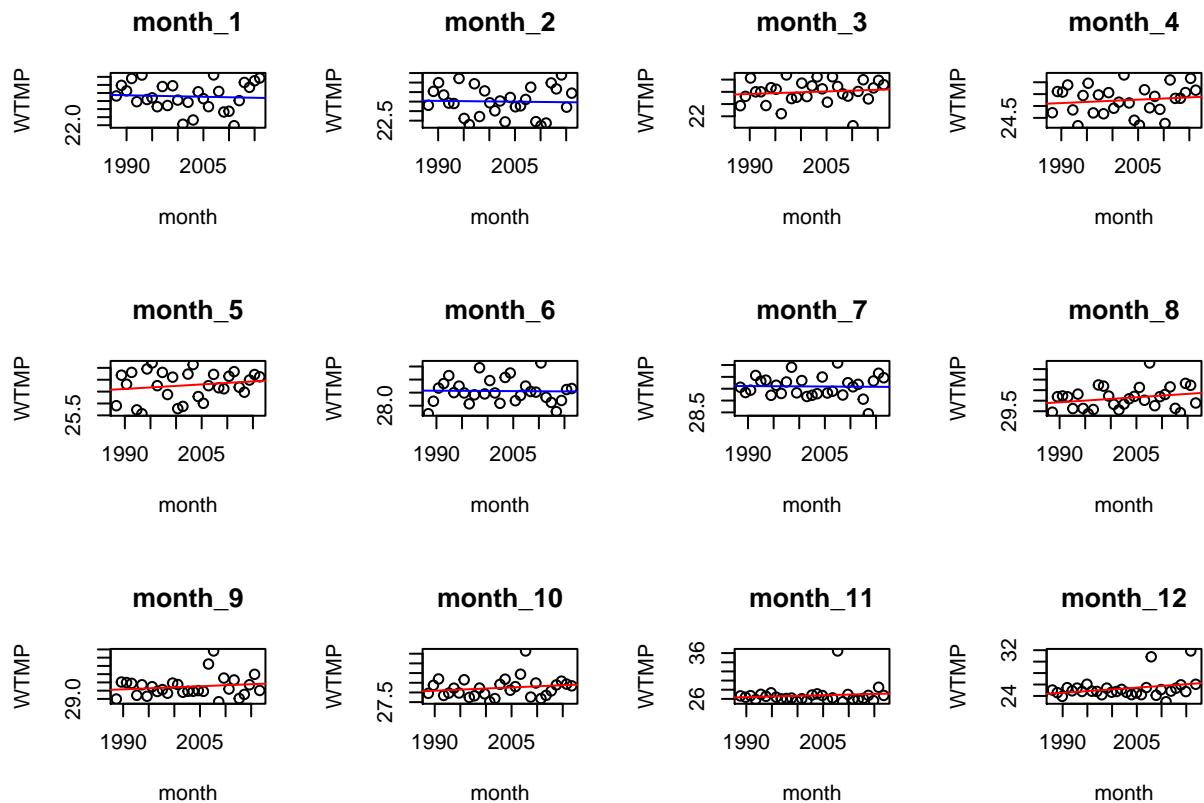 month_1 month_2 month_3 month_4
WTMP 22.0 WTMP 22.5 WTMP 22 WTMP 24.5
1990 2005 1990 2005 1990 2005 1990 2005
month month month month
month_5 month_6 month_7 month_8
WTMP 25.5 WTMP 28.0 WTMP 28.5 WTMP 29.5
1990 2005 1990 2005 1990 2005 1990 2005
month month month month
month_9 month_10 month_11 month_12
WTMP 29.0 WTMP 27.5 WTMP 26 36 WTMP 24 32
1990 2005 1990 2005 1990 2005 1990 2005
month month month month